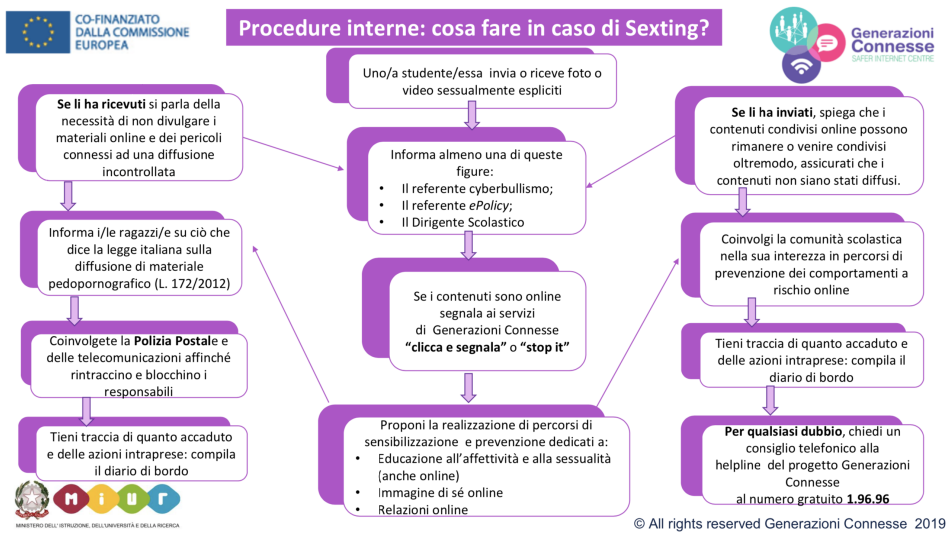 CO-FINANZIATO
DALLA COMMISSIONE
EUROPEA
Procedure interne: cosa fare in caso di Sexting?
Generazioni
Connesse
SAFER INTERNET CENTRE
Uno/a studente/essa invia o riceve foto o
video sessualmente espliciti
Se li ha ricevuti si parla della
necessità di non divulgare i
materiali online e dei pericoli
connessi ad una diffusione
incontrollata
Informa i/le ragazzi/e su ciò che
dice la legge italiana sulla
diffusione di materiale
pedopornografico (L. 172/2012)
Coinvolgete la Polizia Postale e
delle telecomunicazioni affinché
rintraccino e blocchino i
responsabili
Tieni traccia di quanto accaduto
e delle azioni intraprese: compila
il diario di bordo
Informa almeno una di queste
figure:
• Il referente cyberbullismo;
• Il referente ePolicy;
• Il Dirigente Scolastico
Se i contenuti sono online
segnala ai servizi
di Generazioni Connesse
“clicca e segnala” o “stop it”
Proponi la realizzazione di percorsi di
sensibilizzazione e prevenzione dedicati a:
• Educazione all’affettività e alla sessualità
(anche online)
• Immagine di sé online
• Relazioni online
Se li ha inviati, spiega che i
contenuti condivisi online possono
rimanere o venire condivisi
oltremodo, assicurati che i
contenuti non siano stati diffusi.
Coinvolgi la comunità scolastica
nella sua interezza in percorsi di
prevenzione dei comportamenti a
rischio online
Tieni traccia di quanto accaduto e
delle azioni intraprese: compila il
diario di bordo
Per qualsiasi dubbio, chiedi un
consiglio telefonico alla
helpline del progetto Generazioni
Connesse
al numero gratuito 1.96.96
miur
MINISTERO DELL' ISTRUZIONE, DELL'UNIVERSITÀ E DELLA RICERCA
© All rights reserved Generazioni Connesse 2019